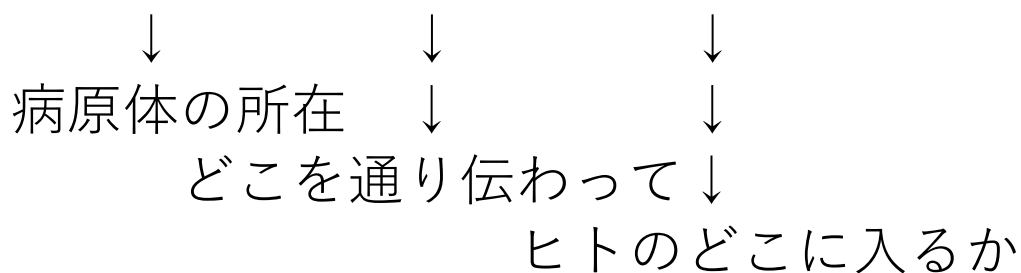 ↓ ↓ ↓
病原体の所在 ↓ ↓
どこを通り伝わって ↓
ヒトのどこに入るか